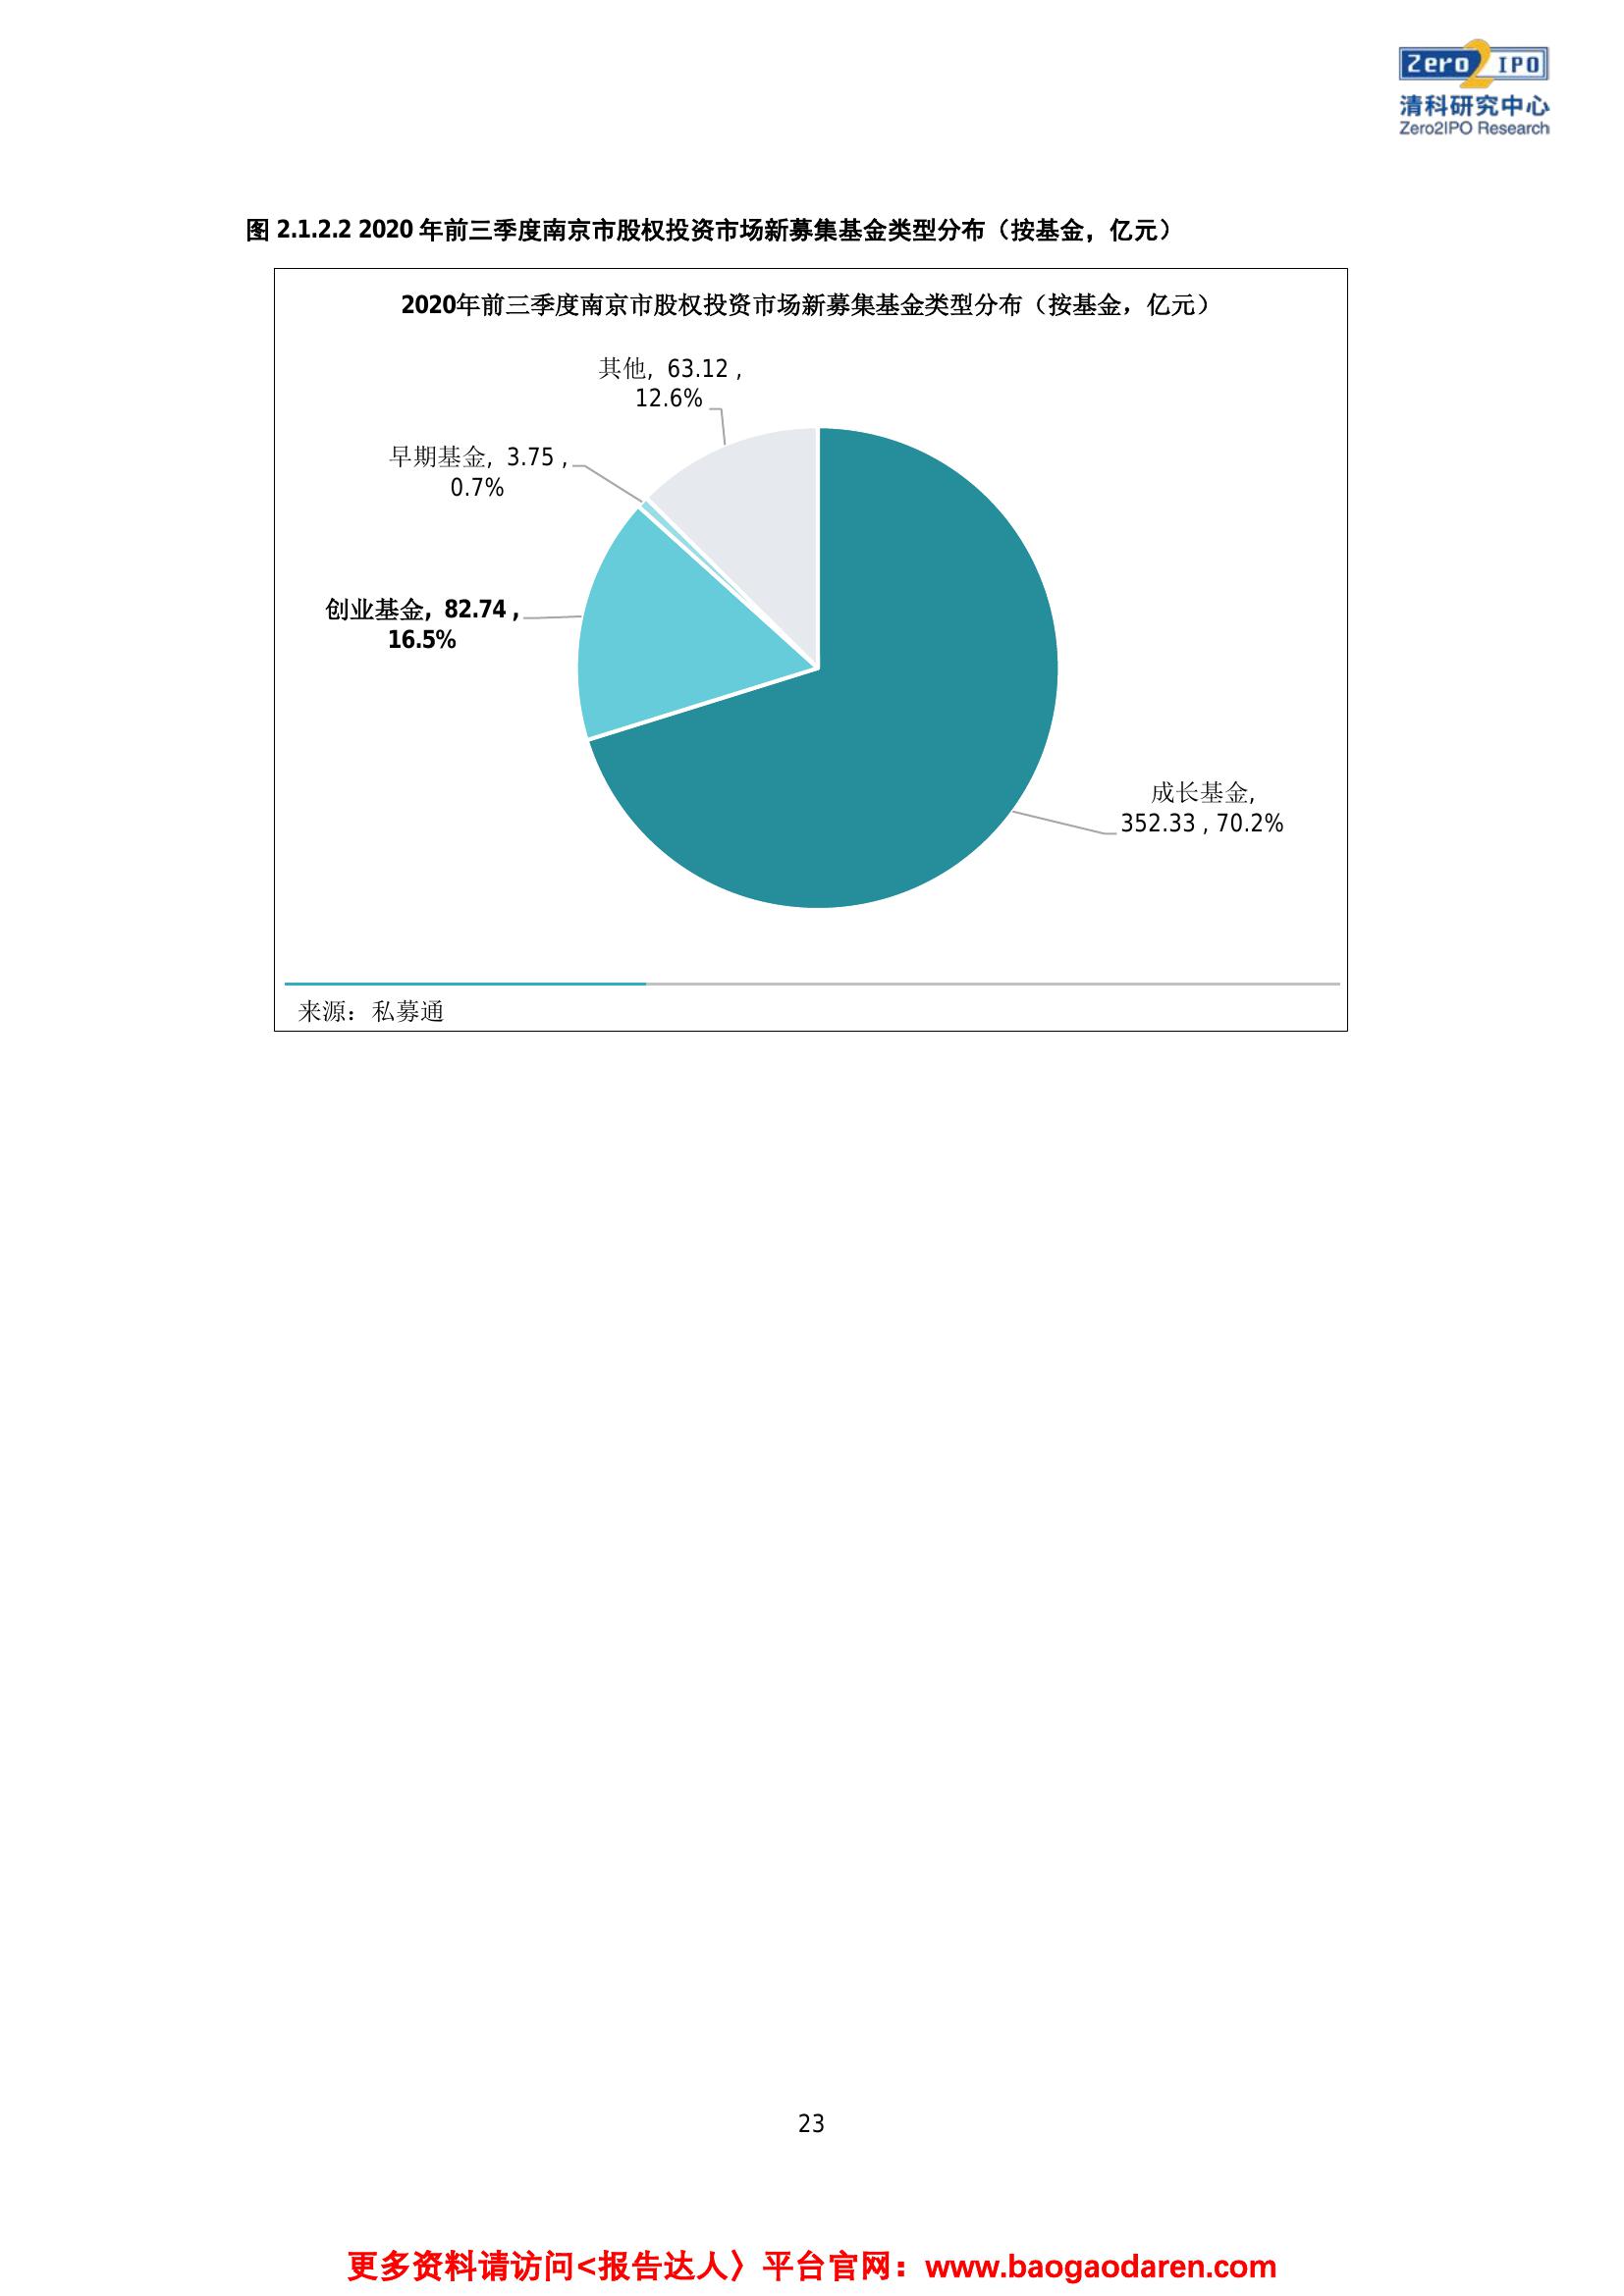 Zero2IPO
清科研究中心
Zero2IPO Research
图 2.1.2.2 2020 年前三季度南京市股权投资市场新募集基金类型分布（按基金，亿元）
2020年前三季度南京市股权投资市场新募集基金类型分布（按基金，亿元）
其他, 63.12 ,
12.6%
早期基金, 3.75 ,
0.7%
创业基金, 82.74 ,
16.5%
成长基金,
352.33 , 70.2%
来源：私募通
23
更多资料请访问<报告达人〉平台官网：www.baogaodaren.com